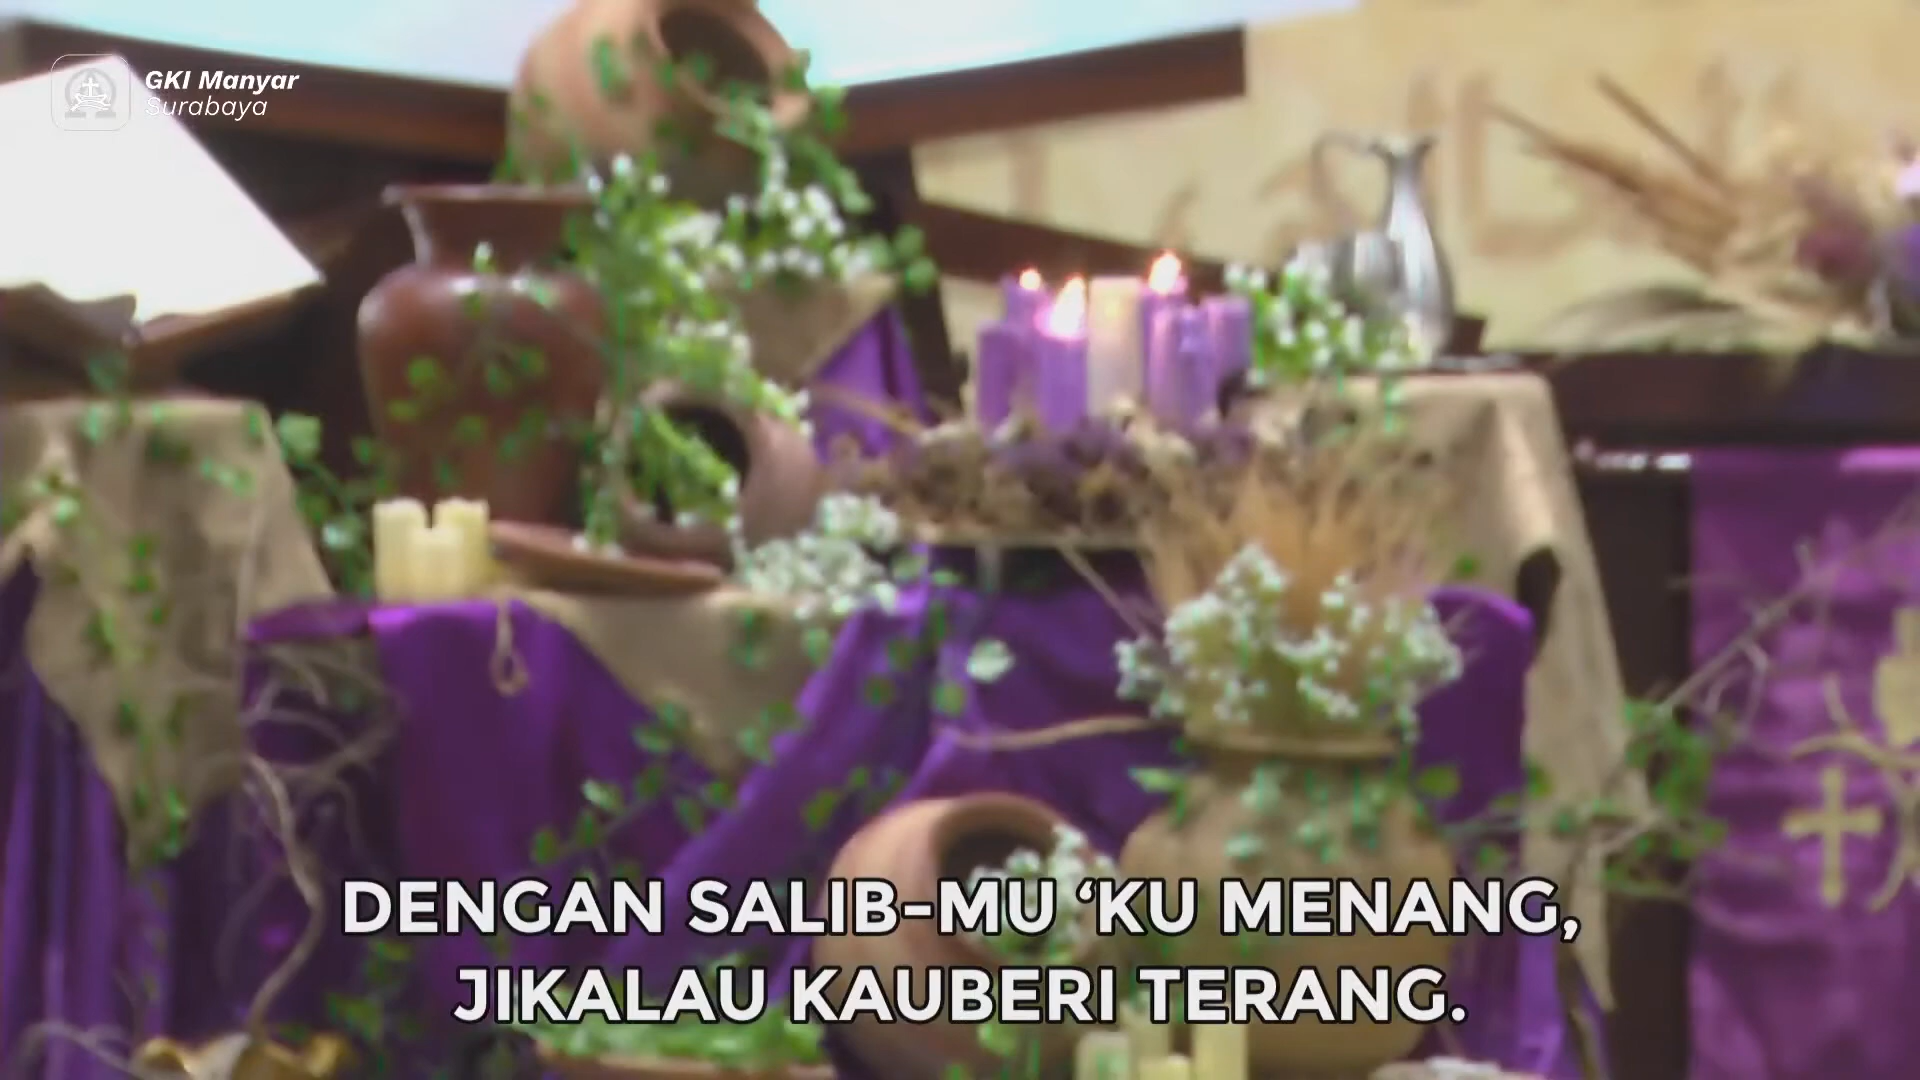 GKI Manyar
Surabaya
DENGAN SALIB-MU ‘KU MENANG,
JIKALAU KAUBERI TERANG.